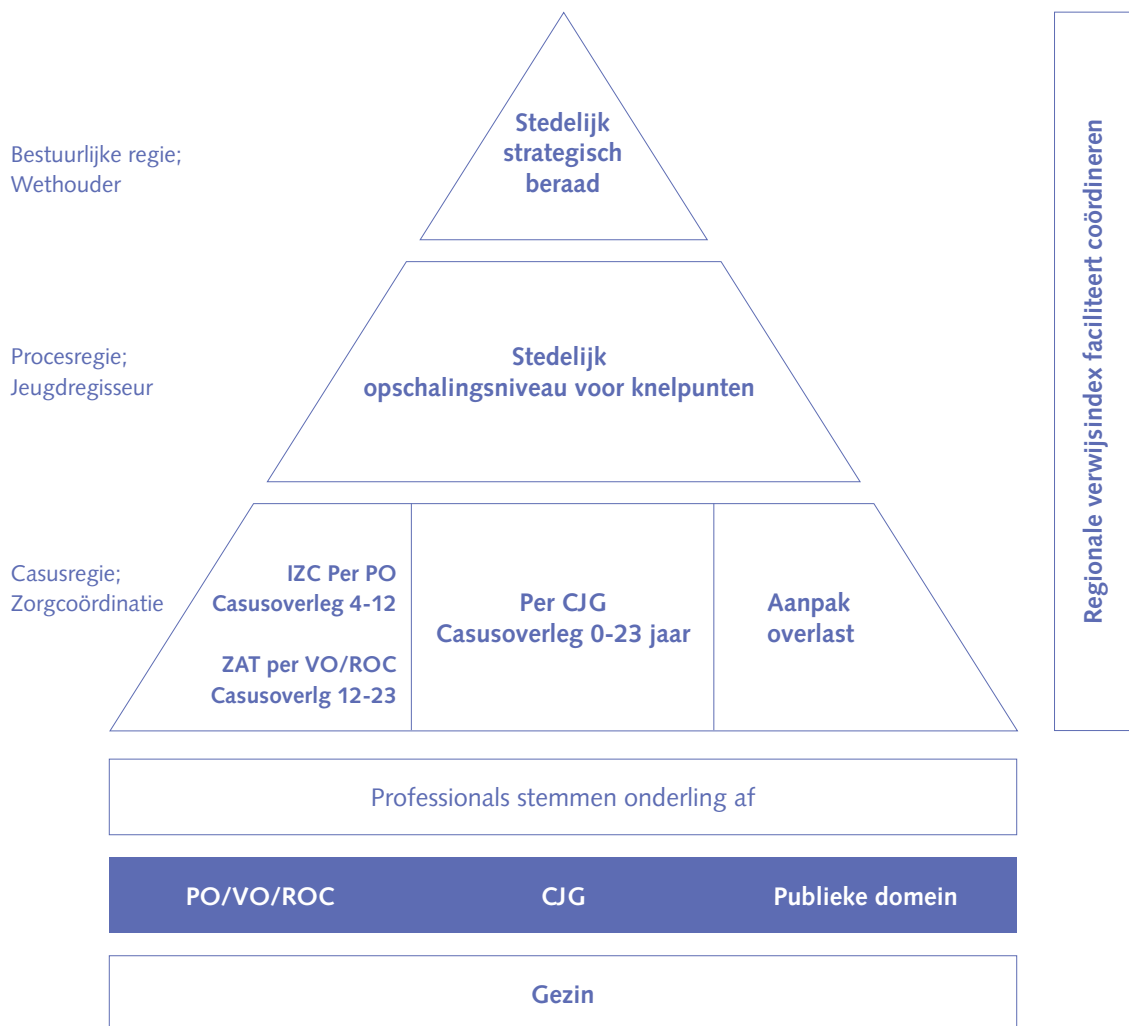 Stedelijk
strategisch
beraad
Bestuurlijke regie;
Wethouder
Stedelijk
opschalingsniveau voor knelpunten
Procesregie;
Jeugdregisseur
Casusregie;
Zorgcoördinatie
IZC Per PO
Casusoverleg 4-12
ZAT per VO/ROC
Casusoverlg 12-23
Per CJG
Casusoverleg 0-23 jaar
Aanpak
overlast
Regionale verwijsindex faciliteert coördineren
Professionals stemmen onderling af
PO/VO/ROC
CJG
Publieke domein
Gezin